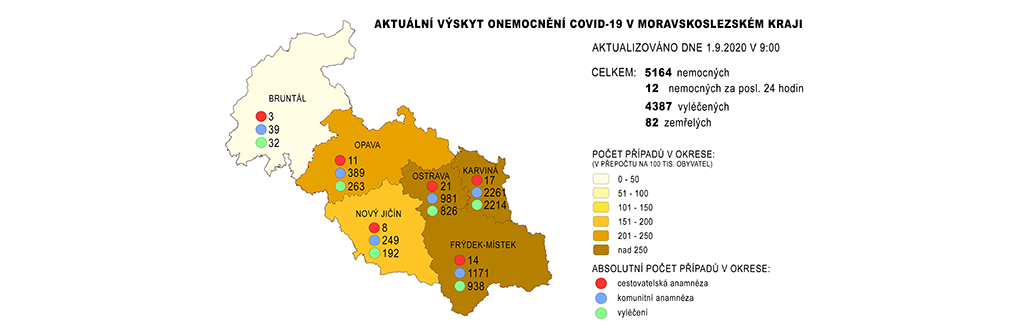 AKTUÁLNÍ VÝSKYT ONEMOCNĚNÍ COVID-19 V MORAVSKOSLEZSKÉM KRAJI
AKTUALIZOVÁNO DNE 1.9.2020 V 9:00
CELKEM: 5164 nemocných
12 nemocných za posl. 24 hodin
4387 vyléčených
82 zemřelých
BRUNTÁL
3
39
32
OPAVA
11
389
263
OSTRAVA
21
981
826
KARVINÁ
17
2261
2214
NOVÝ JIČÍN
8
249
192
FRÝDEK-MÍSTEK
14
1171
938
POČET PŘÍPADŮ V OKRESE:
(V PŘEPOČTU NA 100 TIS. OBYVATEL)
0 - 50
51 - 100
101 - 150
151 - 200
201 - 250
nad 250
ABSOLUTNÍ POČET PŘÍPADŮ V OKRESE:
cestovatelská anamnéza
komunitní anamnéza
vyléčení